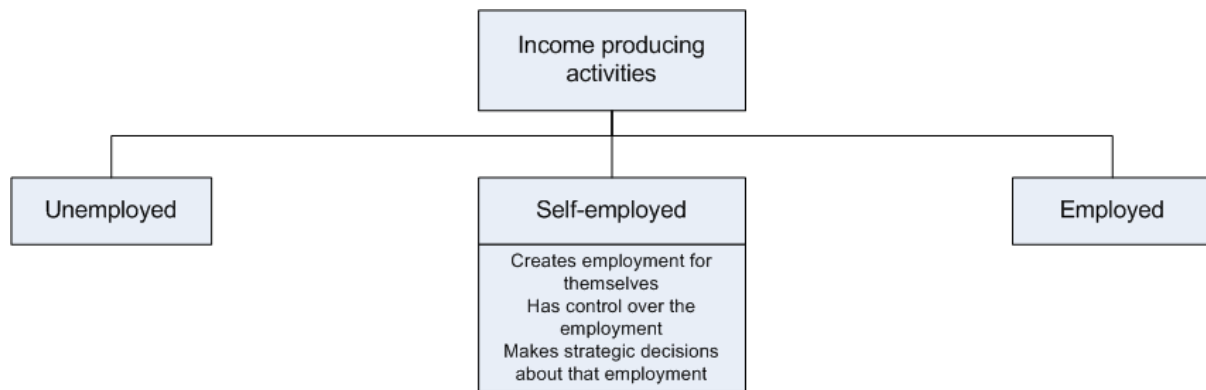 Income producing
activities
Unemployed
Self-employed
Employed
Creates employment for
themselves
Has control over the
employment
Makes strategic decisions
about that employment